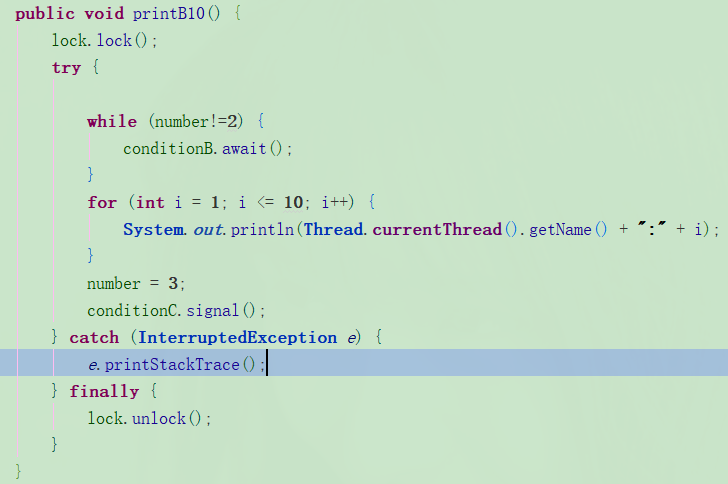 public void printB10() {
lock.lock();
try {
while (number!=2) {
conditionB.await();
}
for (int i = 1; i <= 10; i++) {
System.out.println(Thread.currentThread().getName() + ":" + i);
}
number = 3;
conditionC.signal();
} catch (InterruptedException e) {
e.printStackTrace();
} finally {
lock.unlock();
}
}